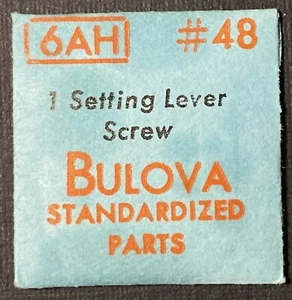 6AH #48
1 Setting Lever
Screw
BULOVA
STANDARDIZED
PARTS